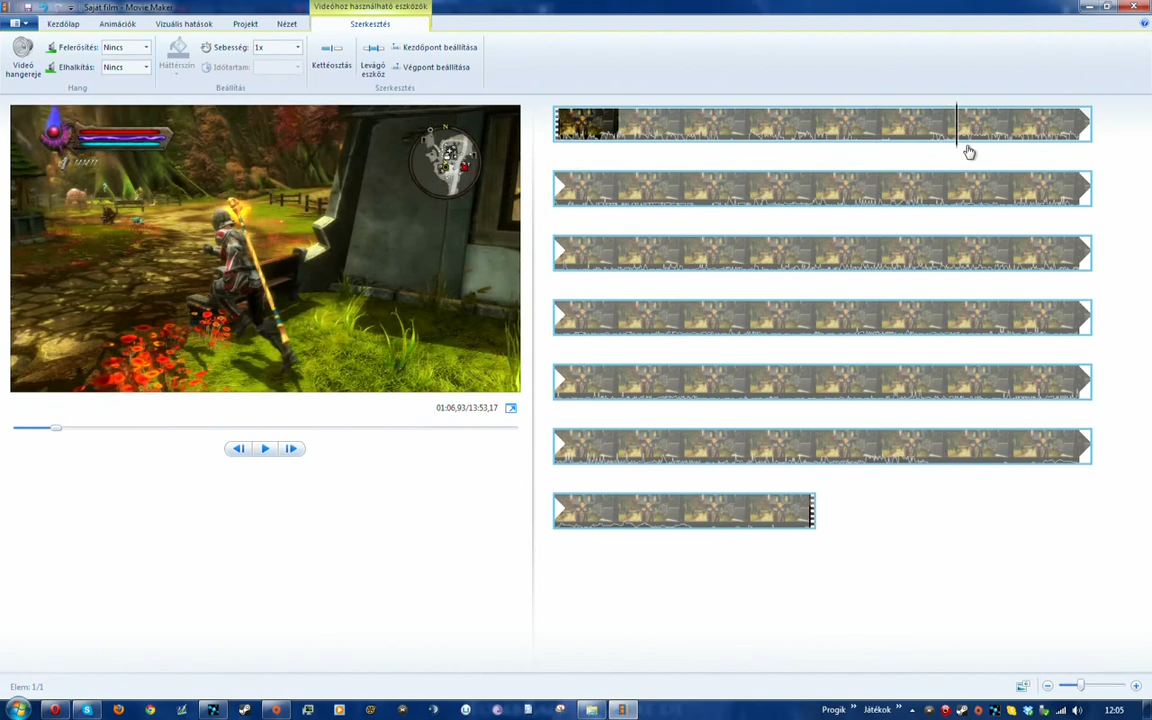 Saját film - Movie Maker
Videóhoz használható eszközök
Kezdőlap
Animációk
Vizuális hatások
Projekt
Nézet
Szerkesztés
Videó hangereje
Felerősítés: Nincs
Elhalkítás: Nincs
Háttérszín
Sebesség: 1x
Időtartam:
Kettéosztás
Levágó eszköz
Kezdőpont beállítása
Végpont beállítása
Hang
Beállítás
Szerkesztés
N
01:06,93/13:53,17
Elem: 1/1
Progik
Játékok
12:05